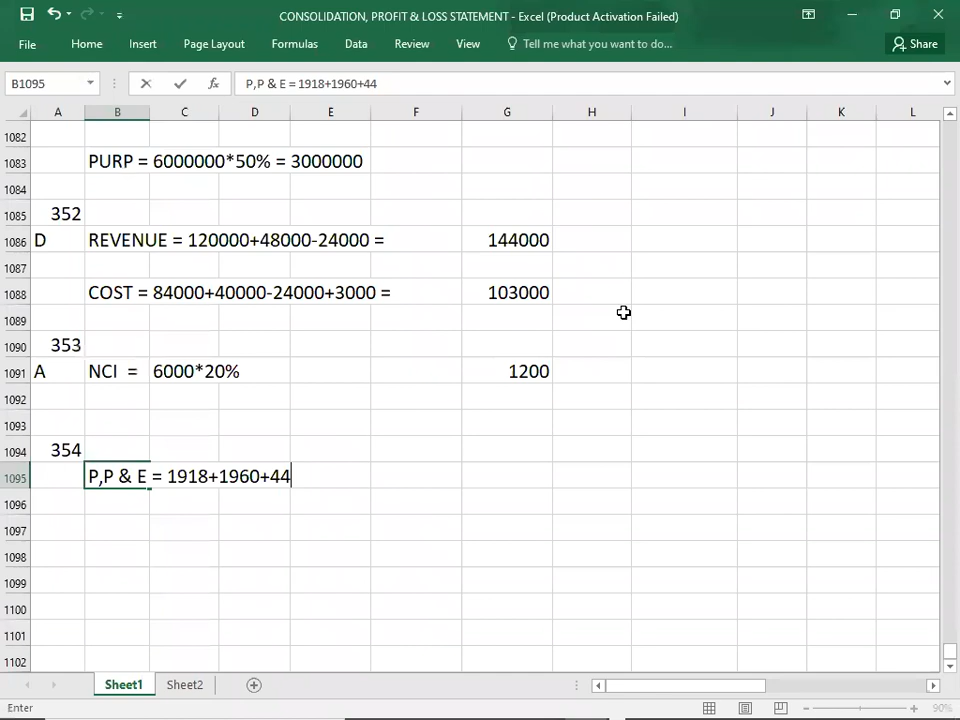 CONSOLIDATION, PROFIT & LOSS STATEMENT - Excel (Product Activation Failed)
File Home Insert Page Layout Formulas Data Review View Tell me what you want to do... Share
B1095 fx P,P & E = 1918+1960+44
A B C D E F G H I J K L
1082
1083 PURP = 6000000*50% = 3000000
1084
1085 352
1086 D REVENUE = 120000+48000-24000 = 144000
1087
1088 COST = 84000+40000-24000+3000 = 103000
1089
1090 353
1091 A NCI = 6000*20% 1200
1092
1093
1094 354
1095 P,P & E = 1918+1960+44
1096
1097
1098
1099
1100
1101
1102
Sheet1 Sheet2
Enter 90%